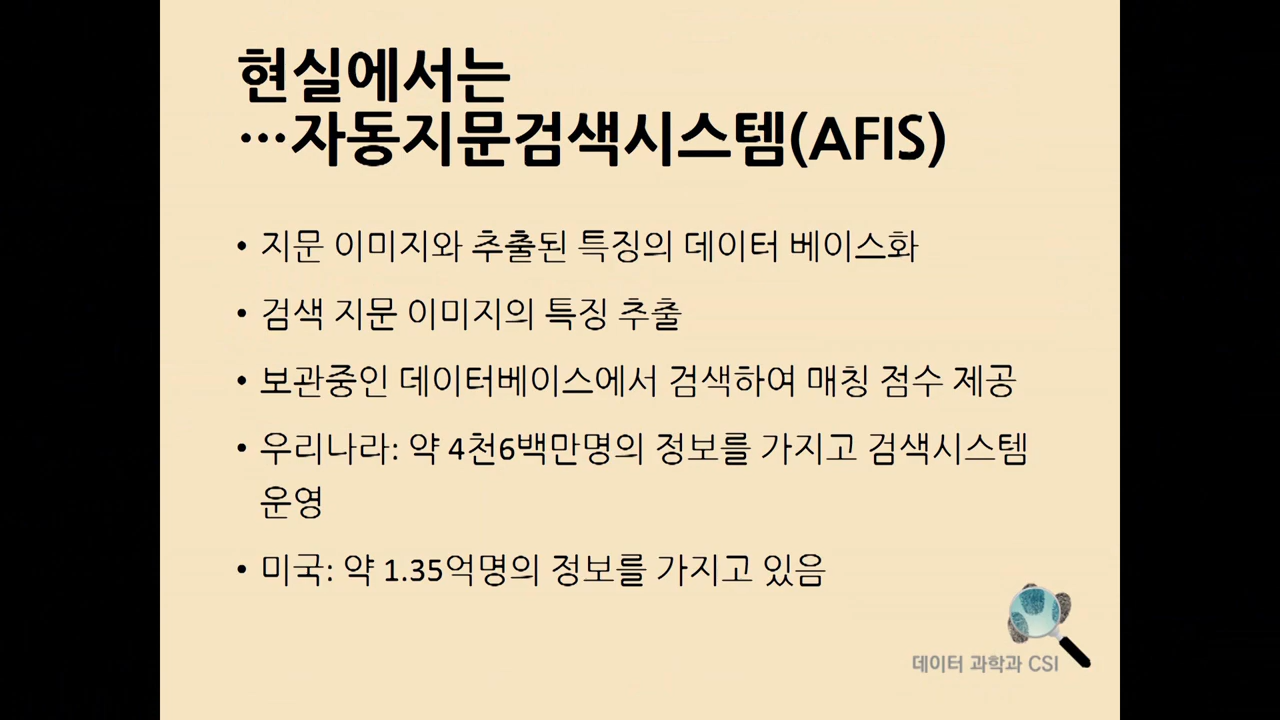 현실에서는
…자동지문검색시스템(AFIS)
• 지문 이미지와 추출된 특징의 데이터 베이스화
• 검색 지문 이미지의 특징 추출
• 보관중인 데이터베이스에서 검색하여 매칭 점수 제공
• 우리나라: 약 4천6백만명의 정보를 가지고 검색시스템
운영
• 미국: 약 1.35억명의 정보를 가지고 있음
데이터 과학과 CSI